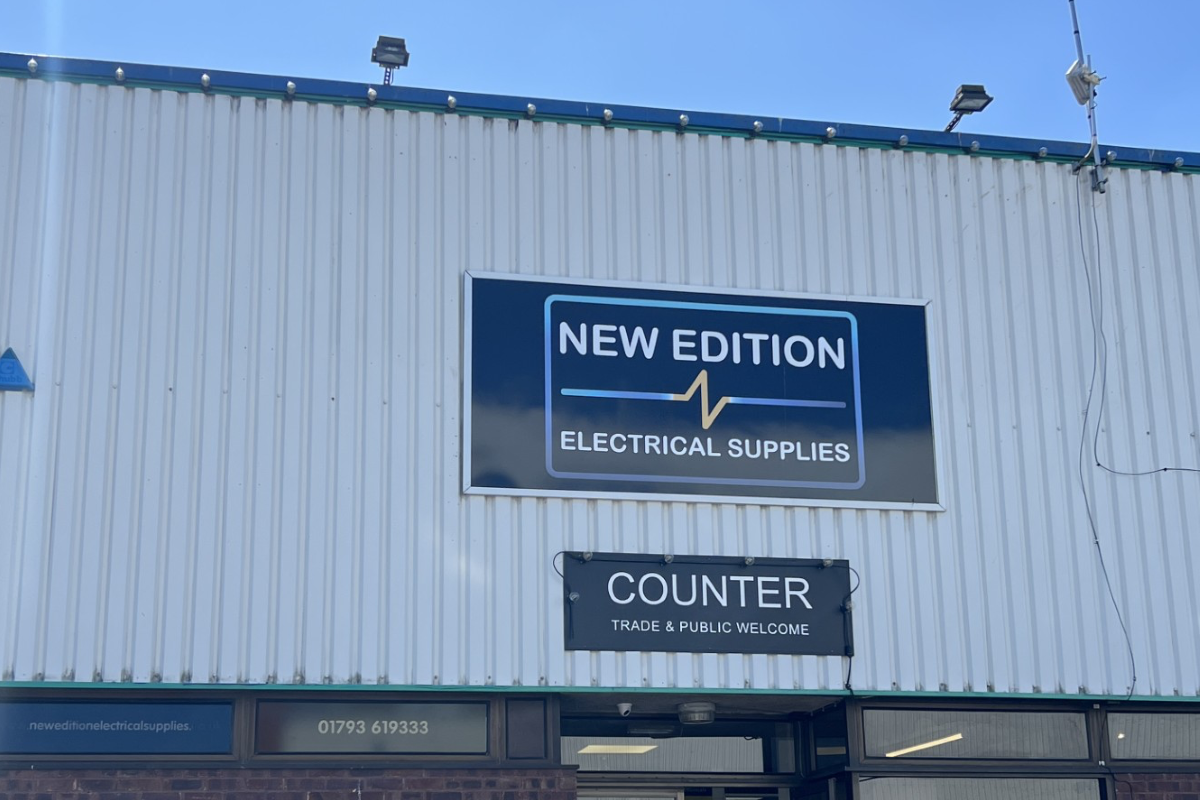 NEW EDITION
ELECTRICAL SUPPLIES
COUNTER
TRADE & PUBLIC WELCOME
.neweditionelectricalsupplies.
01793 619333